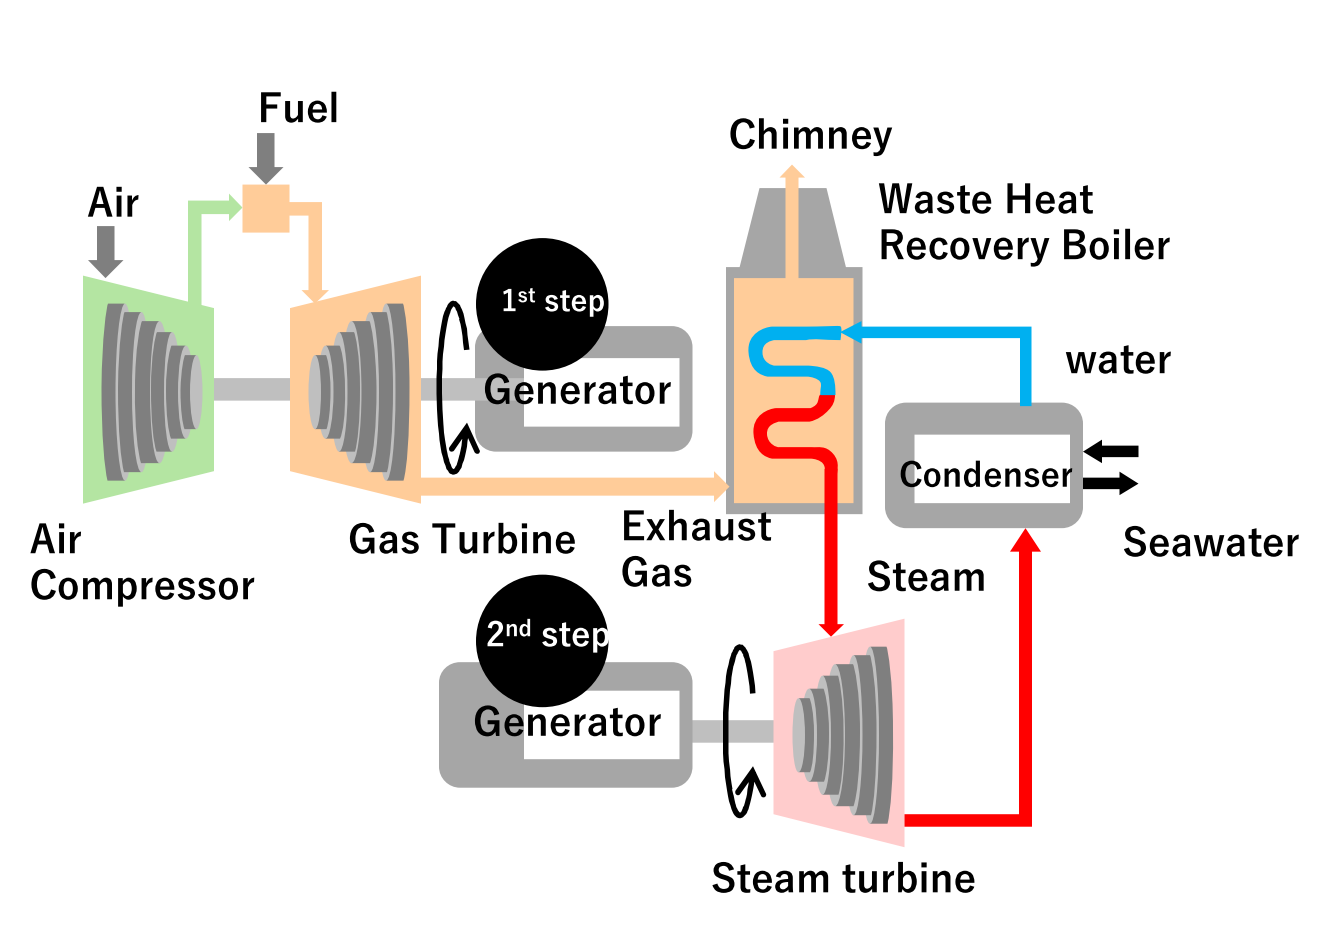 Fuel
Air
Chimney
Waste Heat
Recovery Boiler
1st step
Generator
water
Condenser
Air
Compressor
Gas Turbine
Exhaust
Gas
Seawater
Steam
2nd step
Generator
Steam turbine